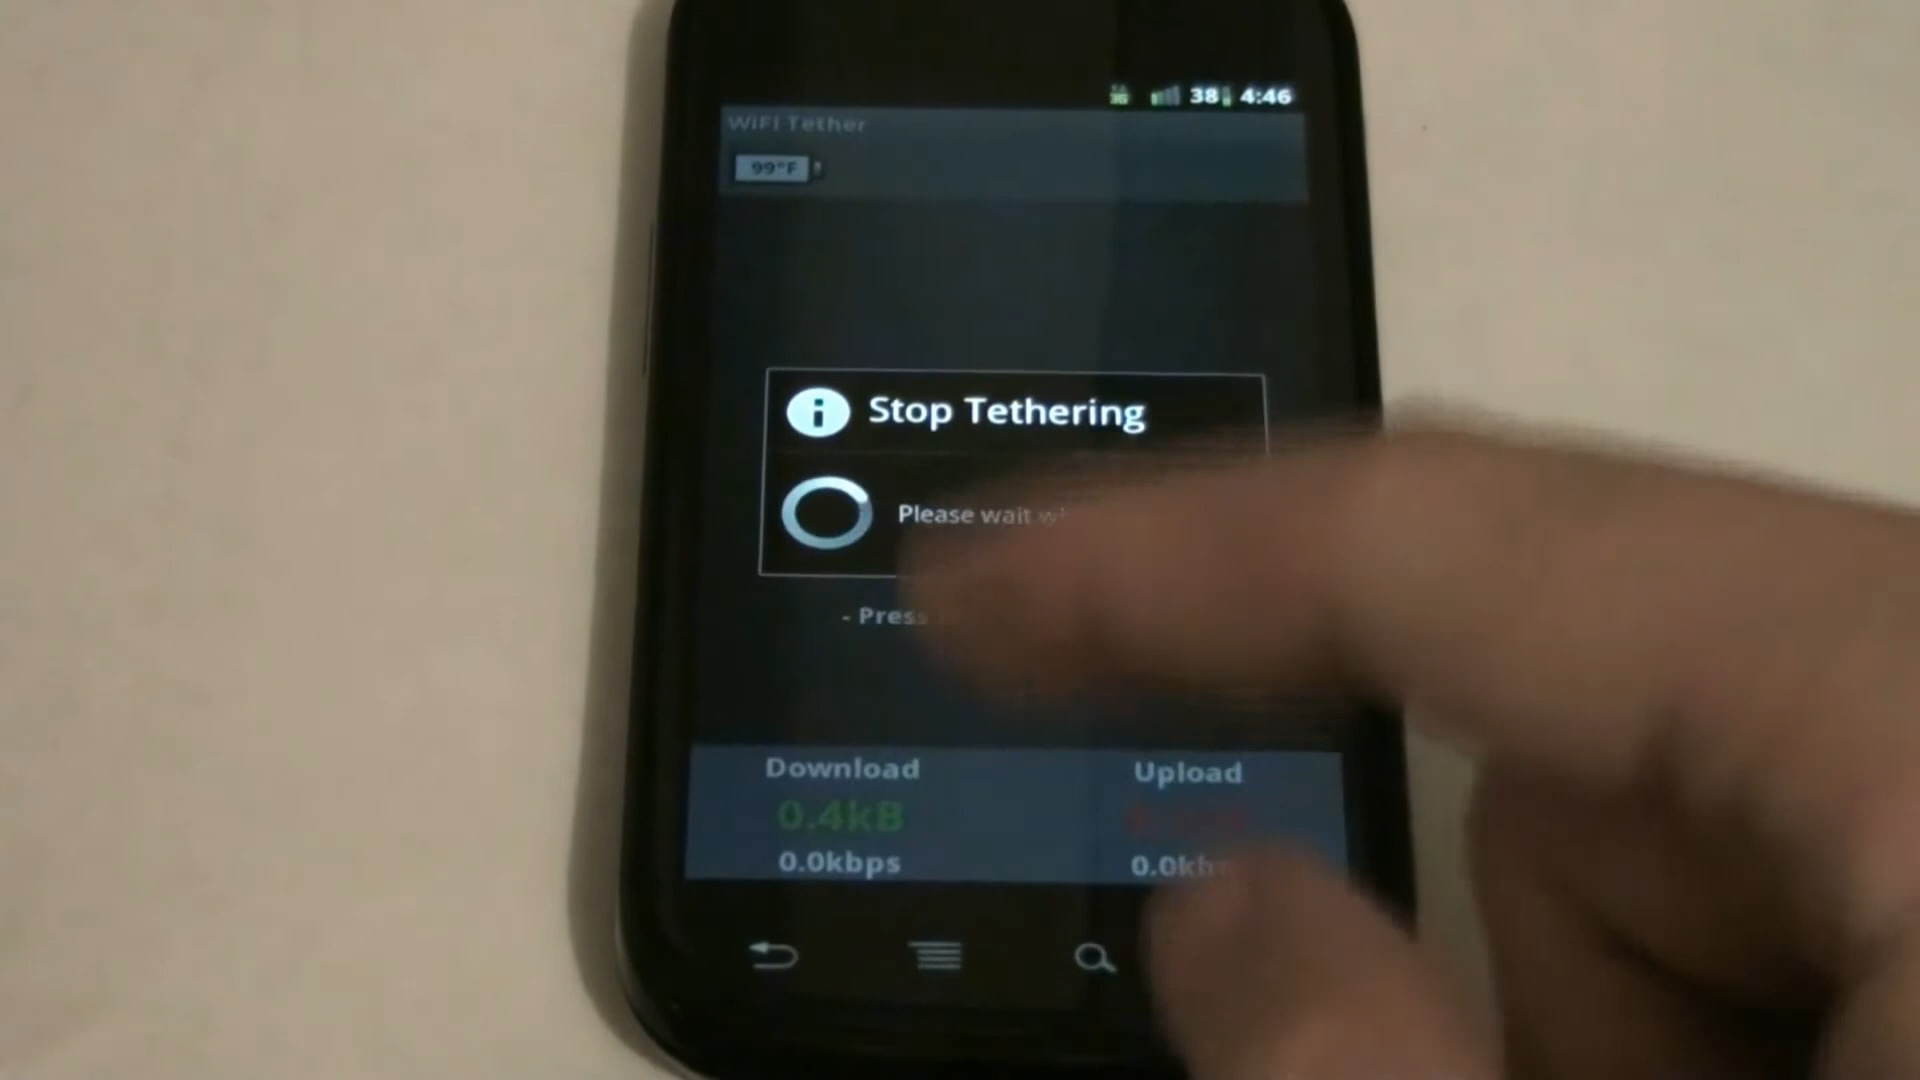 38 4:46
WiFi Tether
99°F
Stop Tethering
Please wait
- Press
Download Upload
0.4kB
0.0kbps